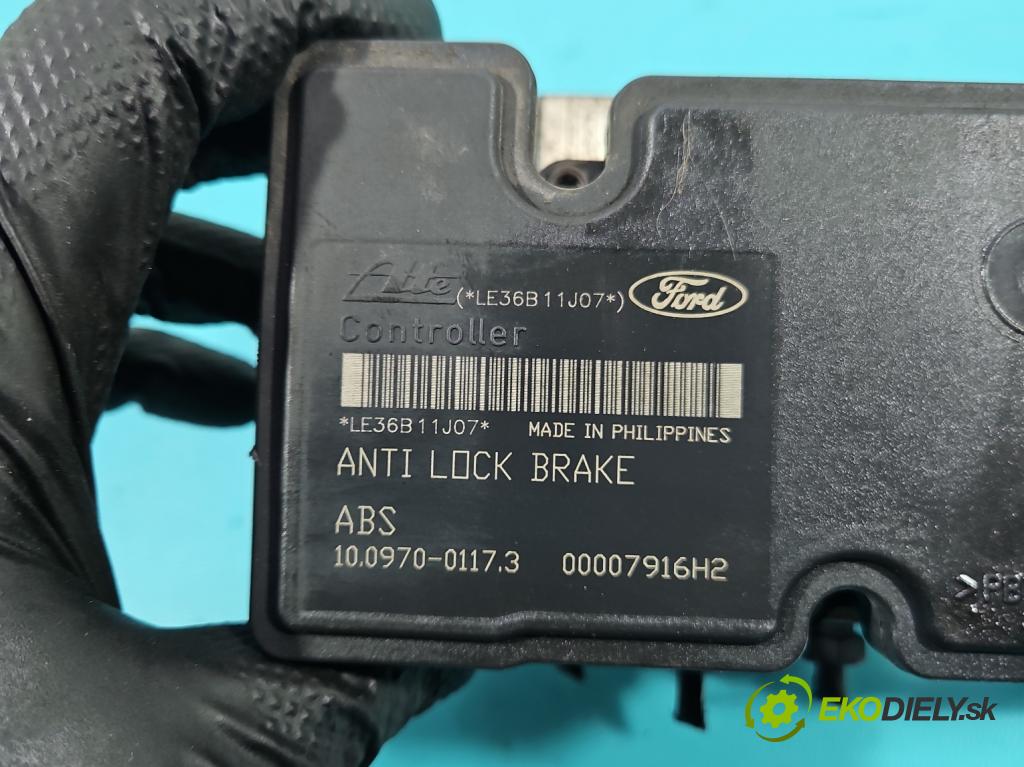 Ate (*LE36B11J07*) Ford
Controller
*LE36B11J07* MADE IN PHILIPPINES
ANTI LOCK BRAKE
ABS
10.0970-0117.3 00007916H2
EKODIELY.sk